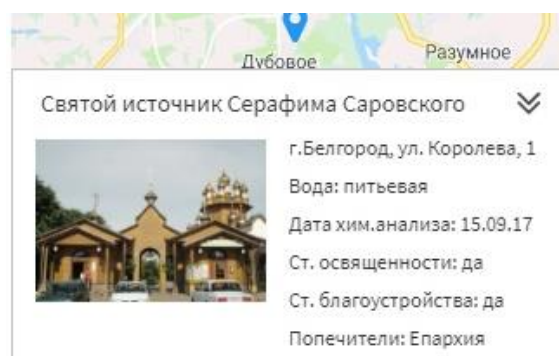 Дубовое
Разумное
Святой источник Серафима Саровского
г.Белгород, ул. Королева, 1
Вода: питьевая
Дата хим.анализа: 15.09.17
Ст. освященности: да
Ст. благоустройства: да
Попечители: Епархия